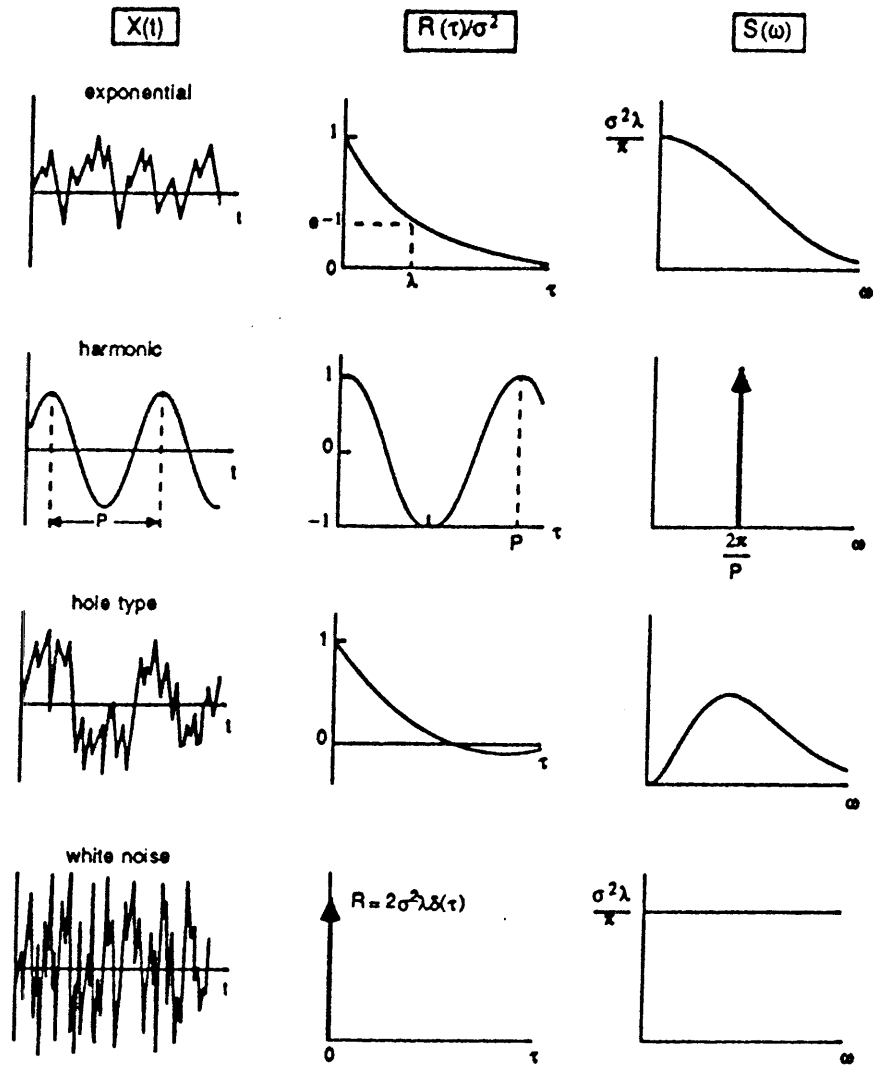 X(t) R(τ)/σ² S(ω)
exponential
t
1
e⁻¹
0
λ
τ
σ²λ
π
ω
harmonic
t
P
1
0
-1
P
τ
2π
P
ω
hole type
t
1
0
τ
ω
white noise
t
R = 2σ²λδ(τ)
0
τ
σ²λ
π
ω